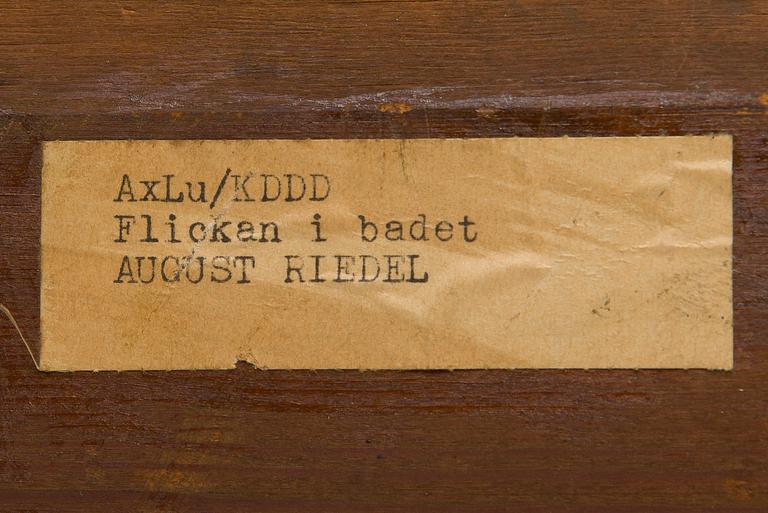 AxLu/KDDD
Flickan i badet
AUGUST RIEDEL